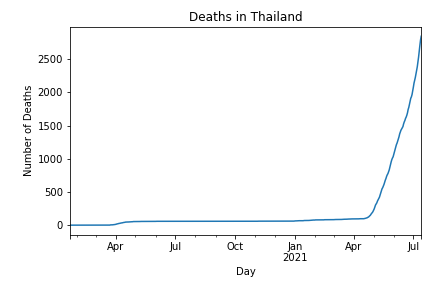 Deaths in Thailand
Number of Deaths
2500
2000
1500
1000
500
0
Apr
Jul
Oct
Jan
2021
Apr
Jul
Day